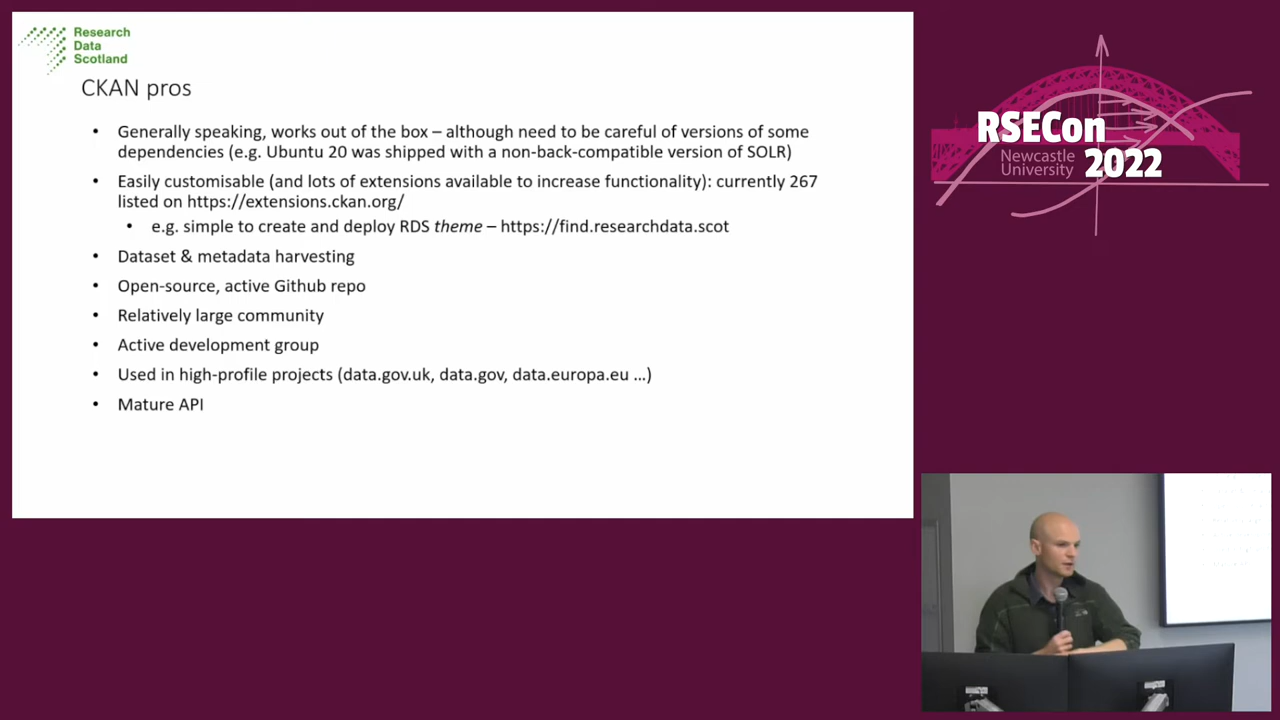 Research
Data
Scotland
CKAN pros
• Generally speaking, works out of the box – although need to be careful of versions of some
dependencies (e.g. Ubuntu 20 was shipped with a non-back-compatible version of SOLR)
• Easily customisable (and lots of extensions available to increase functionality): currently 267
listed on https://extensions.ckan.org/
• e.g. simple to create and deploy RDS theme – https://find.researchdata.scot
• Dataset & metadata harvesting
• Open-source, active Github repo
• Relatively large community
• Active development group
• Used in high-profile projects (data.gov.uk, data.gov, data.europa.eu ...)
• Mature API
RSECon
Newcastle
University
2022